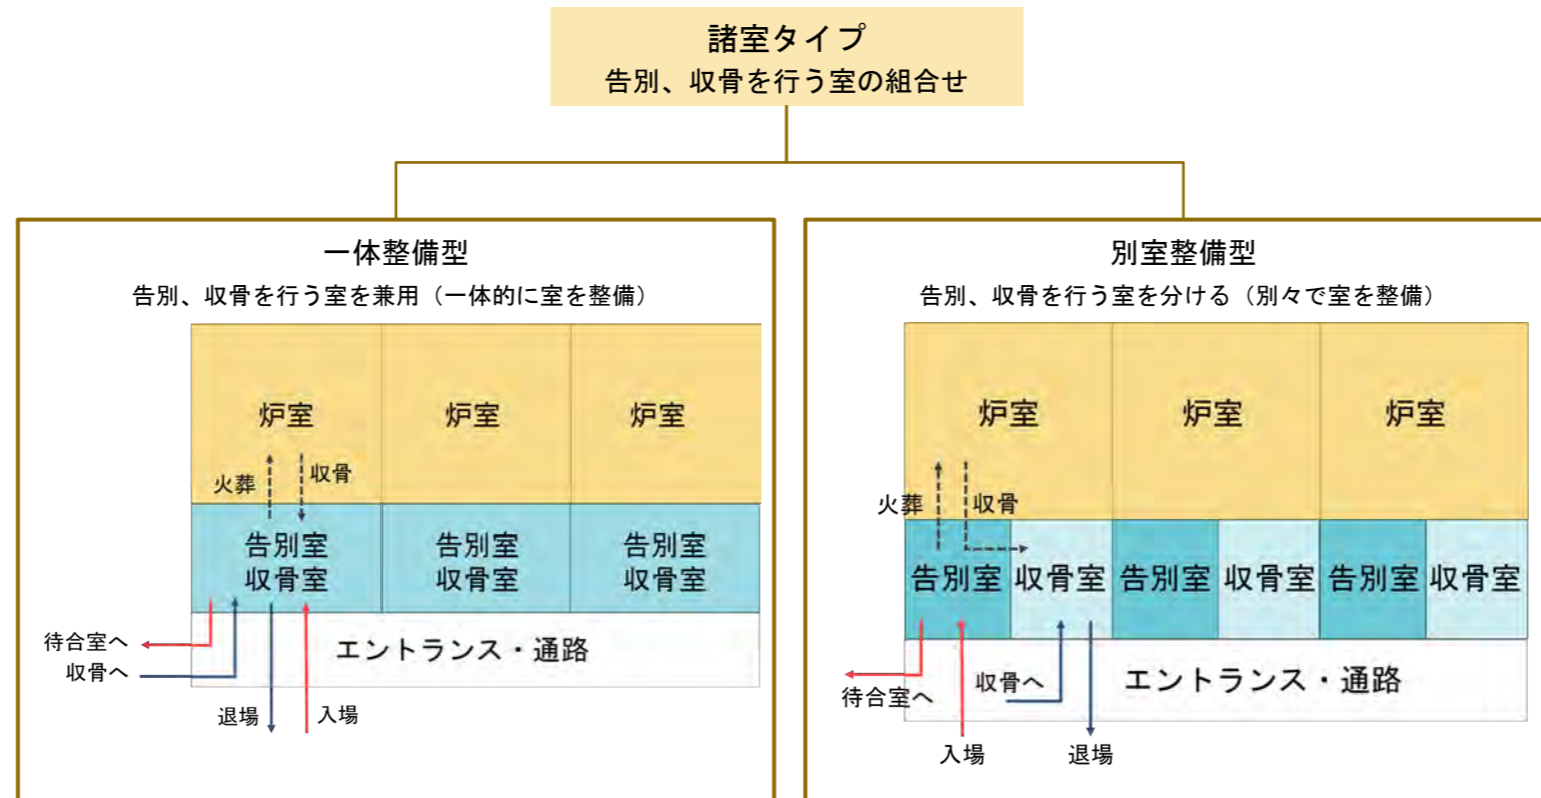 諸室タイプ
告別、収骨を行う室の組合せ
一体整備型
告別、収骨を行う室を兼用（一体的に室を整備）
炉室
炉室
炉室
火葬
収骨
告別室
収骨室
告別室
収骨室
告別室
収骨室
待合室へ
収骨へ
エントランス・通路
退場
入場
別室整備型
告別、収骨を行う室を分ける（別々で室を整備）
炉室
炉室
炉室
火葬
収骨
告別室
収骨室
告別室
収骨室
告別室
収骨室
待合室へ
収骨へ
エントランス・通路
入場
退場